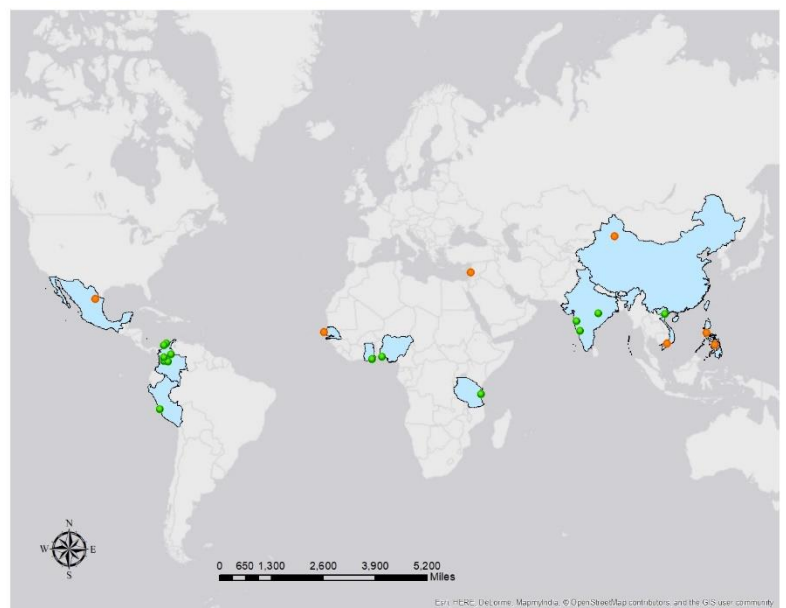 N
W E
S
0 650 1,300 2,600 3,900 5,200
Miles
Esri, HERE, DeLorme, MapmyIndia, © OpenStreetMap contributors, and the GIS user community